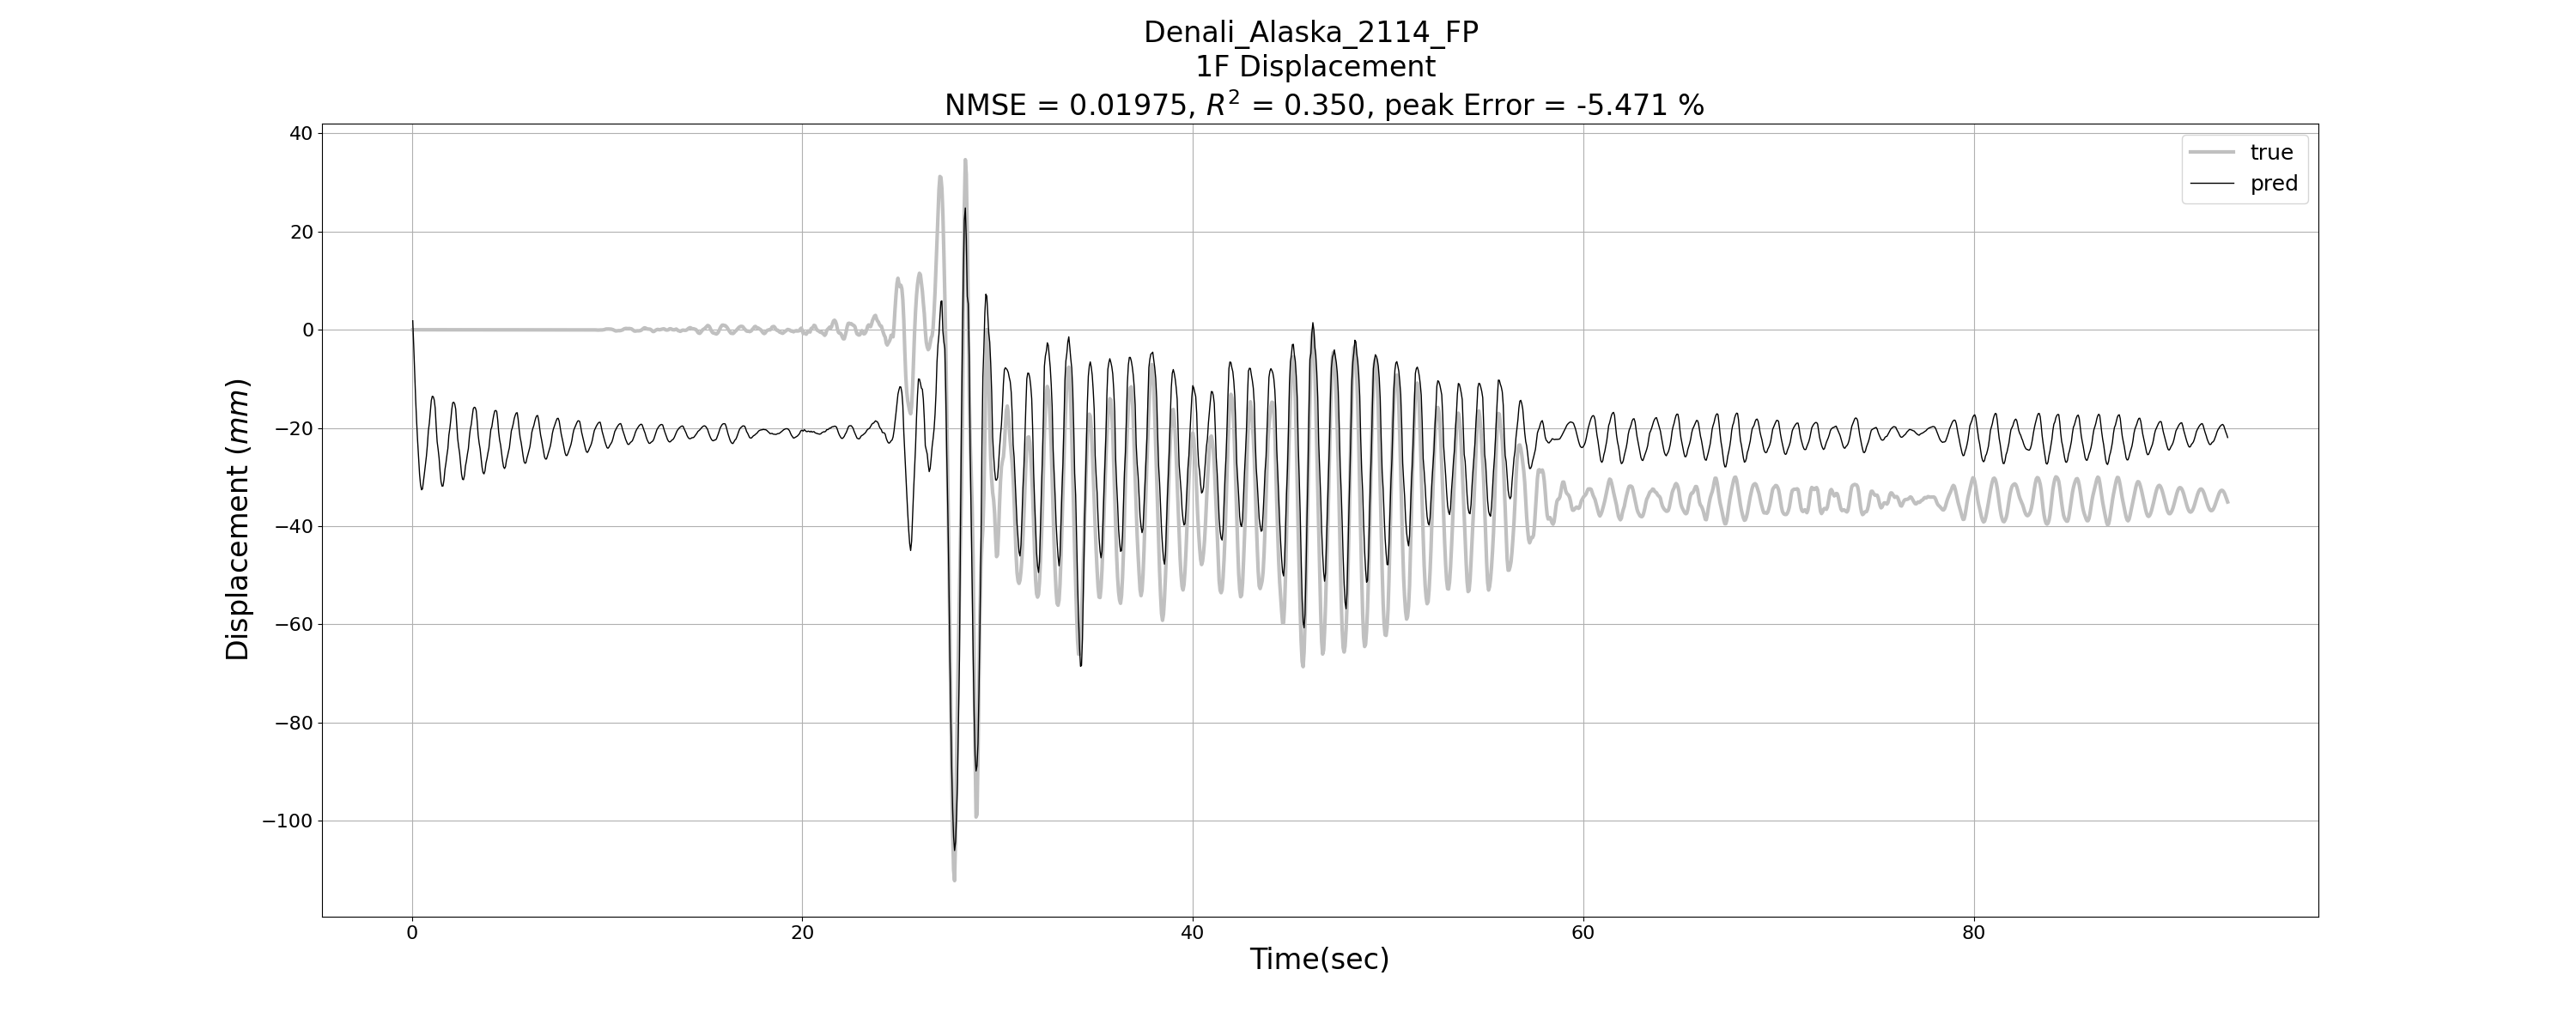 Denali_Alaska_2114_FP
1F Displacement
NMSE = 0.01975, R² = 0.350, peak Error = -5.471 %
true
pred
40
20
0
−20
−40
−60
−80
−100
Displacement (mm)
0 20 40 60 80
Time(sec)